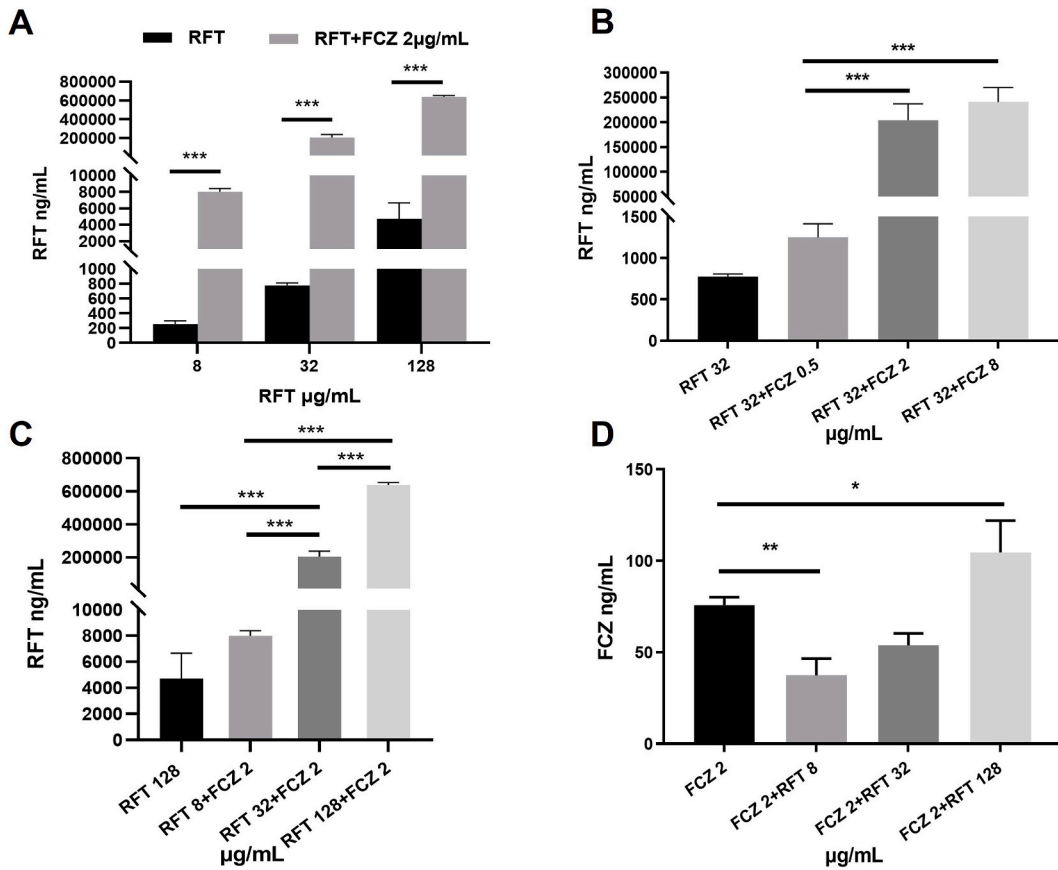 A
RFT
RFT+FCZ 2µg/mL
800000
600000
400000
200000
10000
8000
6000
4000
2000
1000
800
600
400
200
0
RFT ng/mL
***
***
***
8
32
128
RFT µg/mL
B
300000
250000
200000
150000
100000
50000
1500
1000
500
0
RFT ng/mL
***
***
RFT 32
RFT 32+FCZ 0.5
RFT 32+FCZ 2
RFT 32+FCZ 8
µg/mL
C
800000
600000
400000
200000
10000
8000
6000
4000
2000
0
RFT ng/mL
***
***
***
***
RFT 128
RFT 8+FCZ 2
RFT 32+FCZ 2
RFT 128+FCZ 2
µg/mL
D
150
100
50
0
FCZ ng/mL
*
**
FCZ 2
FCZ 2+RFT 8
FCZ 2+RFT 32
FCZ 2+RFT 128
µg/mL